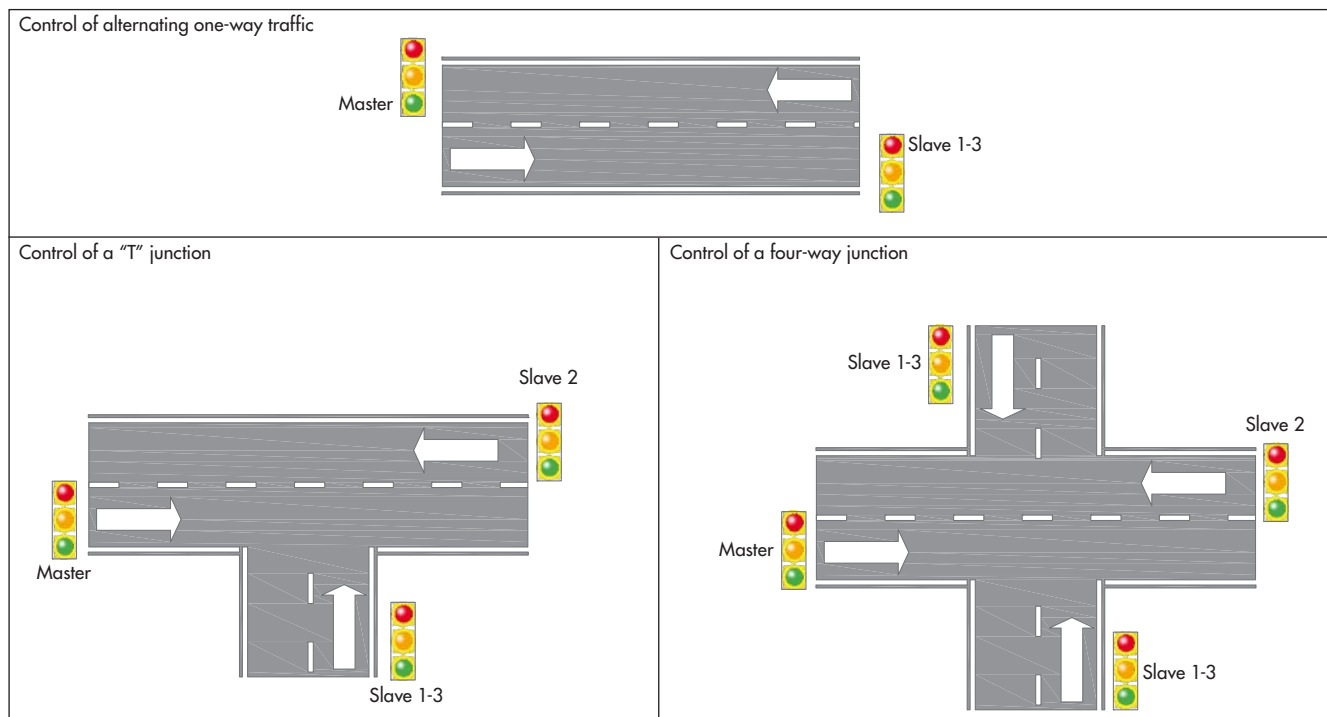 Control of alternating one-way traffic
Master
Slave 1-3
Control of a “T” junction
Slave 2
Master
Slave 1-3
Control of a four-way junction
Slave 1-3
Slave 2
Master
Slave 1-3